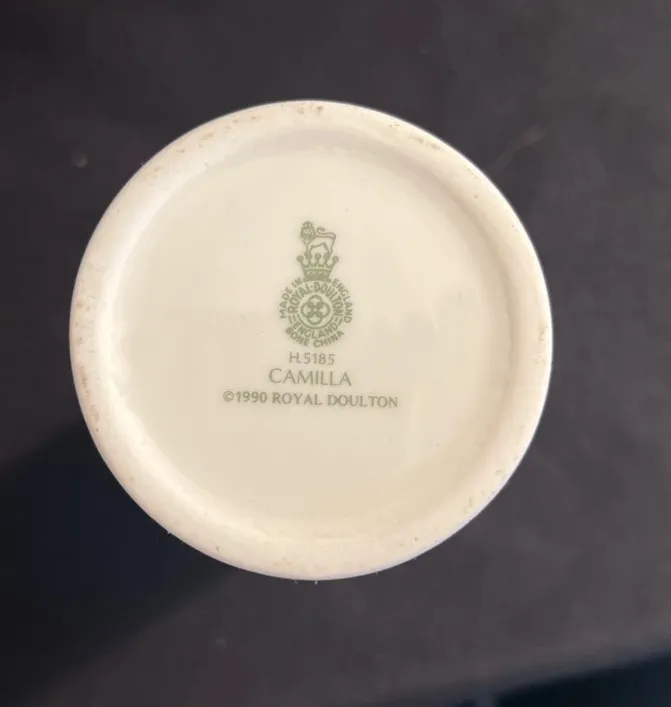 MADE IN ENGLAND
ROYAL·DOULTON
ENGLAND
BONE CHINA
H.5185
CAMILLA
©1990 ROYAL DOULTON